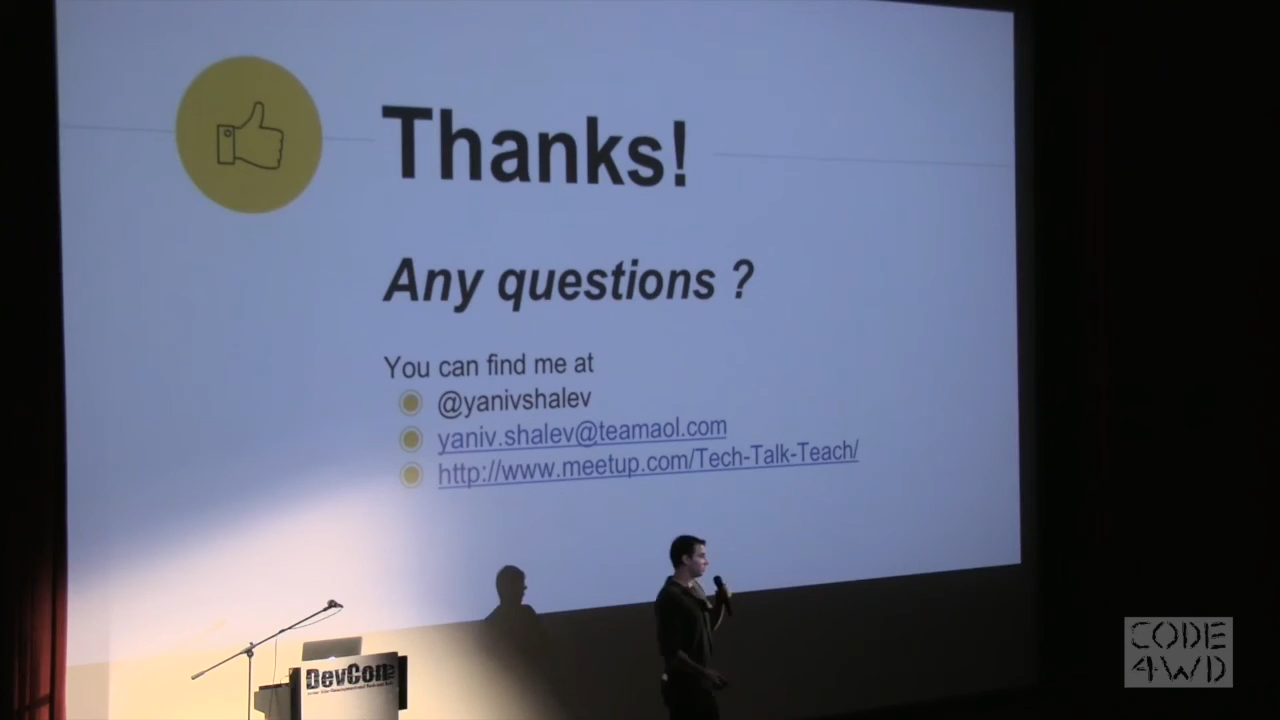 Thanks!
Any questions ?
You can find me at
@yanivshalev
yaniv.shalev@teamaol.com
http://www.meetup.com/Tech-Talk-Teach/
DevCon
CODE
4WD